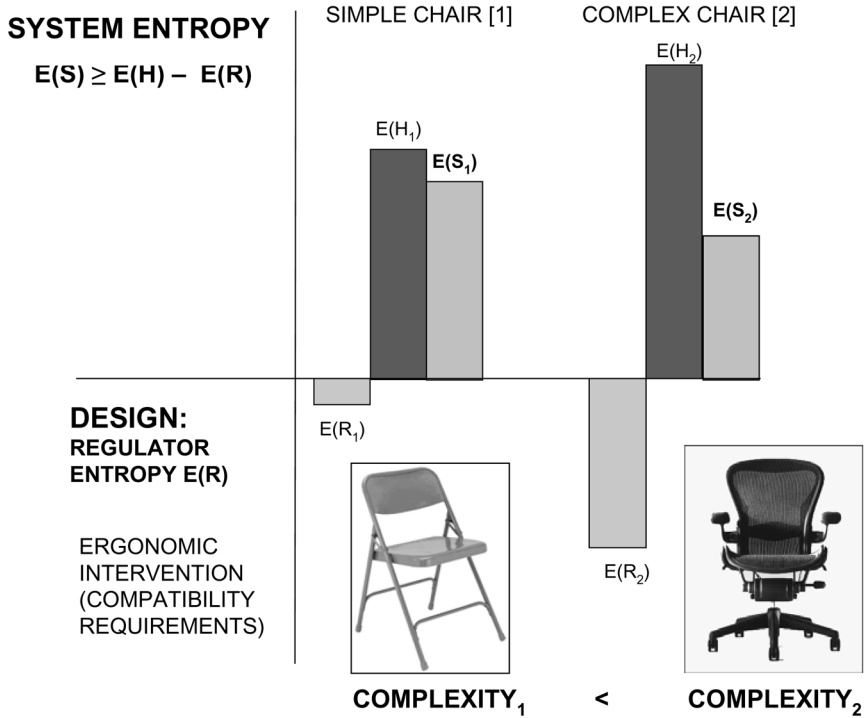 SYSTEM ENTROPY
E(S) ≥ E(H) – E(R)
SIMPLE CHAIR [1]
COMPLEX CHAIR [2]
E(H₁)
E(S₁)
E(H₂)
E(S₂)
E(R₁)
E(R₂)
DESIGN:
REGULATOR
ENTROPY E(R)
ERGONOMIC
INTERVENTION
(COMPATIBILITY
REQUIREMENTS)
COMPLEXITY₁ < COMPLEXITY₂